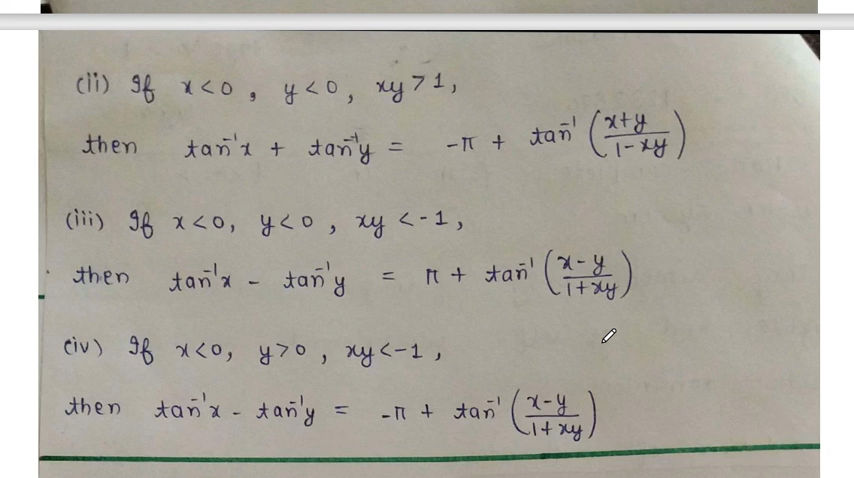 (ii) If x<0, y<0, xy>1,
then tan⁻¹x + tan⁻¹y = -π + tan⁻¹ ((x+y)/(1-xy))
(iii) If x<0, y<0, xy<-1,
then tan⁻¹x - tan⁻¹y = π + tan⁻¹ ((x-y)/(1+xy))
(iv) If x<0, y>0, xy<-1,
then tan⁻¹x - tan⁻¹y = -π + tan⁻¹ ((x-y)/(1+xy))